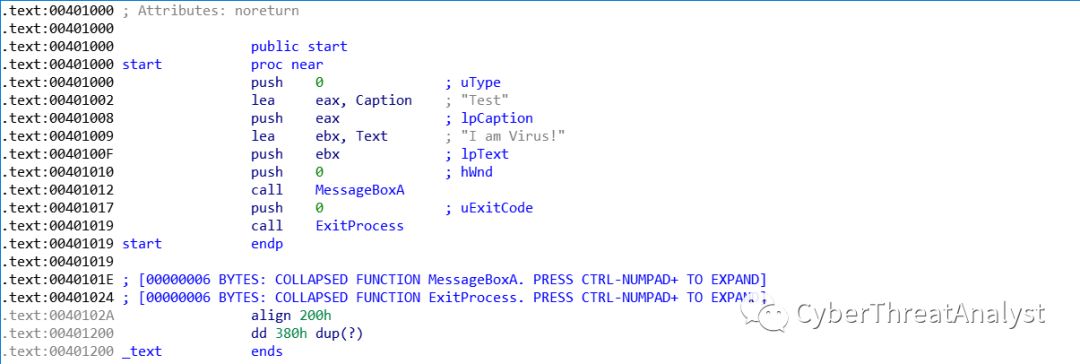 .text:00401000 ; Attributes: noreturn
.text:00401000
.text:00401000 public start
.text:00401000 start proc near
.text:00401000 push 0 ; uType
.text:00401002 lea eax, Caption ; "Test"
.text:00401008 push eax ; lpCaption
.text:00401009 lea ebx, Text ; "I am Virus!"
.text:0040100F push ebx ; lpText
.text:00401010 push 0 ; hWnd
.text:00401012 call MessageBoxA
.text:00401017 push 0 ; uExitCode
.text:00401019 call ExitProcess
.text:00401019 start endp
.text:00401019
.text:0040101E ; [00000006 BYTES: COLLAPSED FUNCTION MessageBoxA. PRESS CTRL-NUMPAD+ TO EXPAND]
.text:00401024 ; [00000006 BYTES: COLLAPSED FUNCTION ExitProcess. PRESS CTRL-NUMPAD+ TO EXPAND]
.text:0040102A align 200h
.text:00401200 dd 380h dup(?)
.text:00401200 _text ends
CyberThreatAnalyst